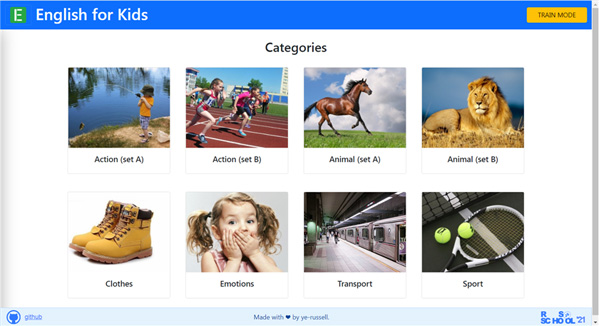 E English for Kids
TRAIN MODE
Categories
Action (set A)
Action (set B)
Animal (set A)
Animal (set B)
Clothes
Emotions
Transport
Sport
github
Made with ❤ by ye-russell.
RS SCHOOL '21